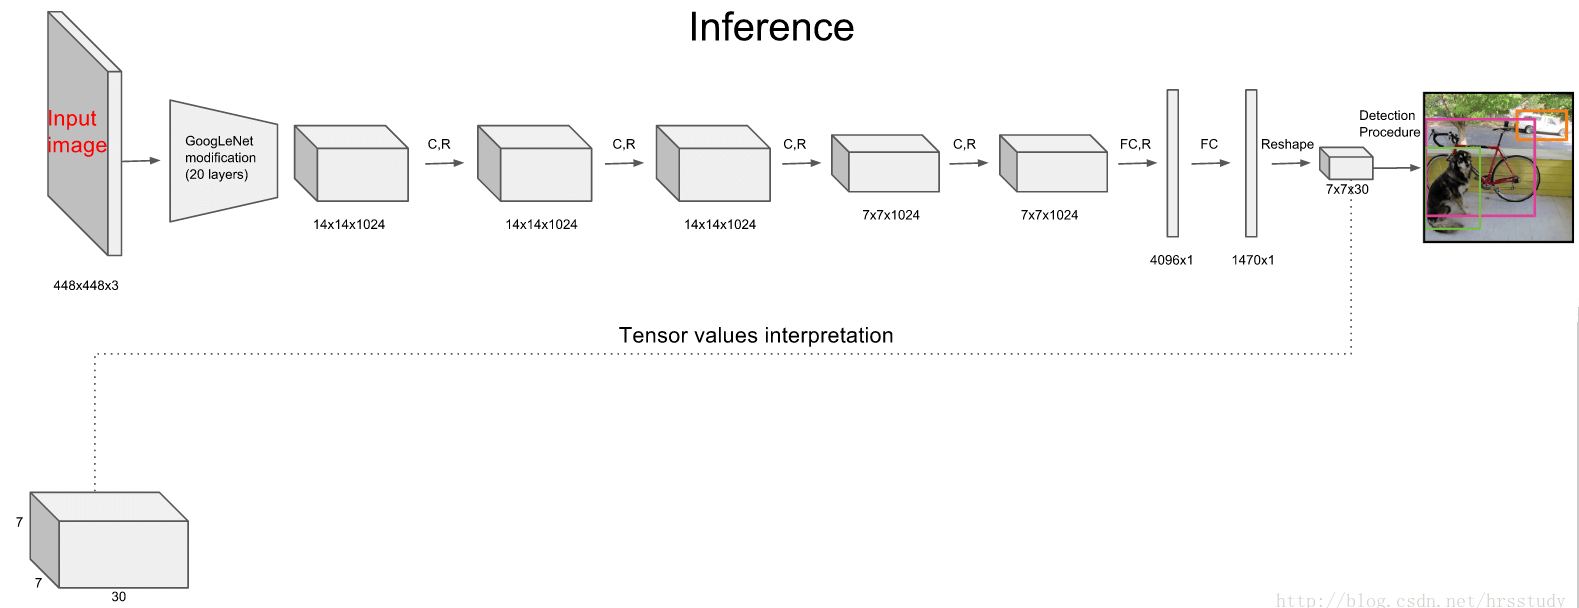 Inference
Input
image
GoogLeNet
modification
(20 layers)
C,R
C,R
C,R
C,R
FC,R
FC
Reshape
Detection
Procedure
448x448x3
14x14x1024
14x14x1024
14x14x1024
7x7x1024
7x7x1024
4096x1
1470x1
7x7x30
Tensor values interpretation
7
7
30
http://blog.csdn.net/hrsstudy